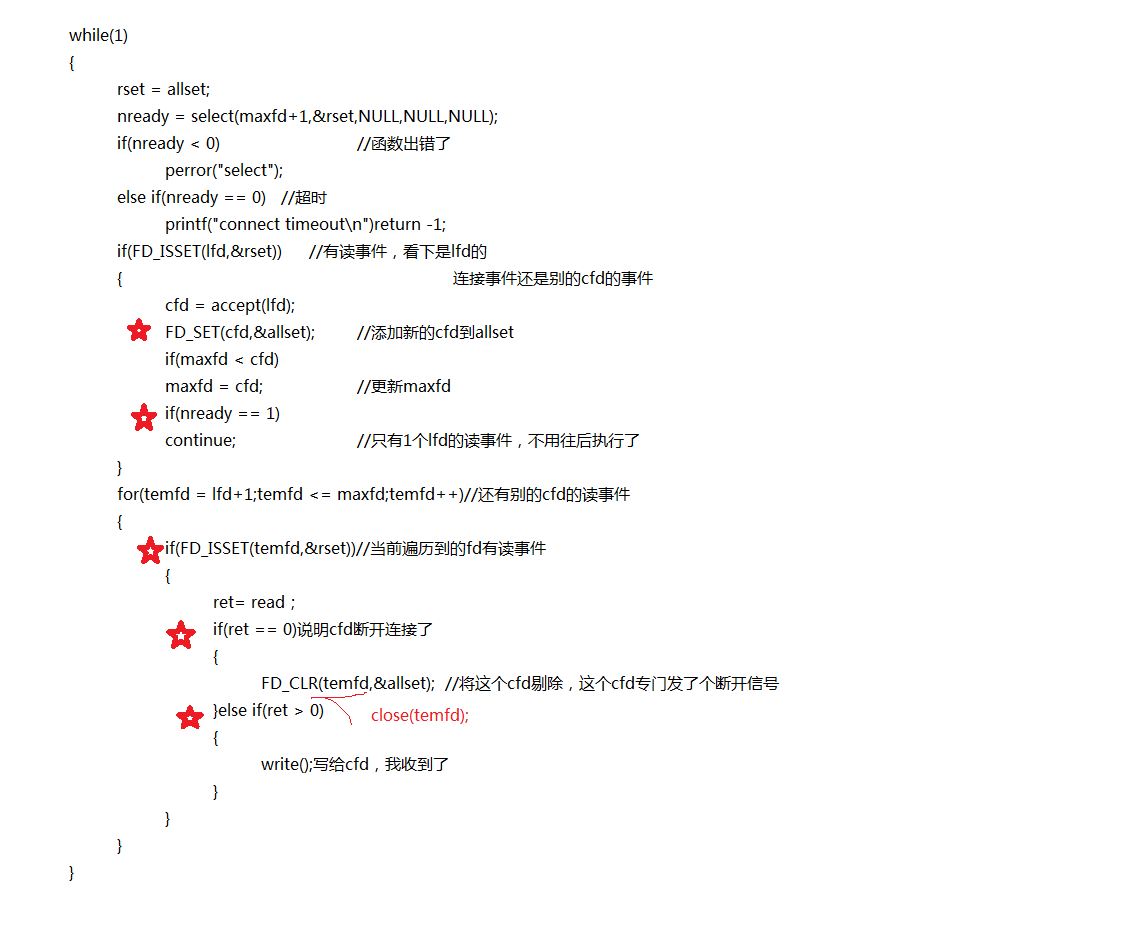 while(1)
{
rset = allset;
nready = select(maxfd+1,&rset,NULL,NULL,NULL);
if(nready < 0) //函数出错了
perror("select");
else if(nready == 0) //超时
printf("connect timeout\n")return -1;
if(FD_ISSET(lfd,&rset)) //有读事件，看下是lfd的
{ 连接事件还是别的cfd的事件
cfd = accept(lfd);
FD_SET(cfd,&allset); //添加新的cfd到allset
if(maxfd < cfd)
maxfd = cfd; //更新maxfd
if(nready == 1)
continue; //只有1个lfd的读事件，不用往后执行了
}
for(temfd = lfd+1;temfd <= maxfd;temfd++)//还有别的cfd的读事件
{
if(FD_ISSET(temfd,&rset))//当前遍历到的fd有读事件
{
ret= read ;
if(ret == 0)说明cfd断开连接了
{
FD_CLR(temfd,&allset); //将这个cfd剔除，这个cfd专门发了个断开信号
}else if(ret > 0) close(temfd);
{
write();写给cfd，我收到了
}
}
}
}